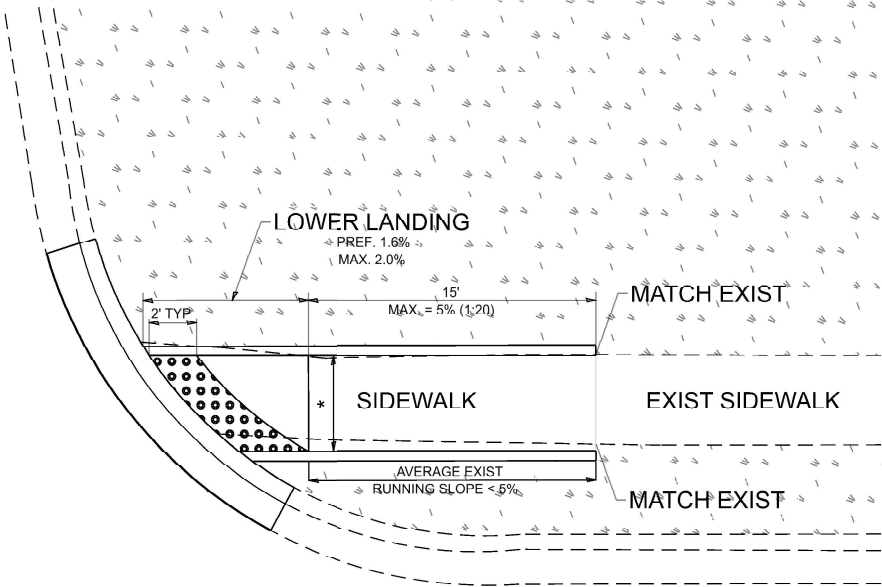 LOWER LANDING
PREF. 1.6%
MAX. 2.0%
15'
MAX. = 5% (1:20)
MATCH EXIST
2' TYP
*
SIDEWALK
EXIST SIDEWALK
AVERAGE EXIST
RUNNING SLOPE < 5%
MATCH EXIST